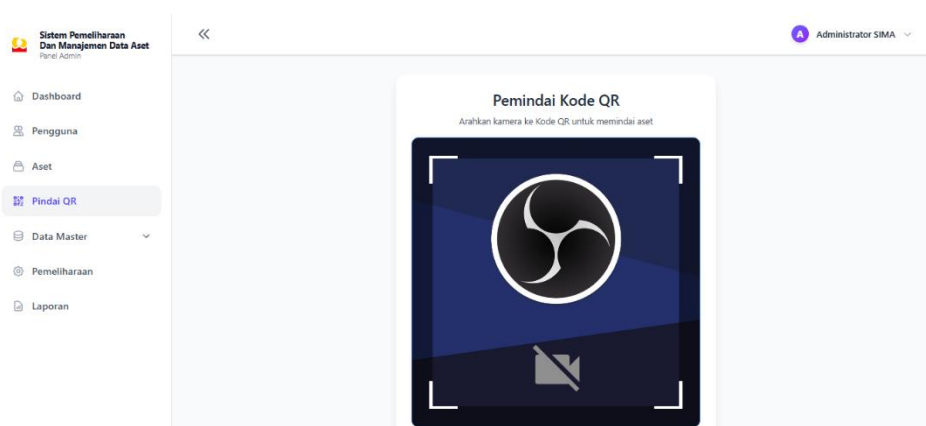 Sistem Pemeliharaan
Dan Manajemen Data Aset
Panel Admin
A
Administrator SIMA
Dashboard
Pengguna
Aset
Pindai QR
Data Master
Pemeliharaan
Laporan
Pemindai Kode QR
Arahkan kamera ke Kode QR untuk memindai aset